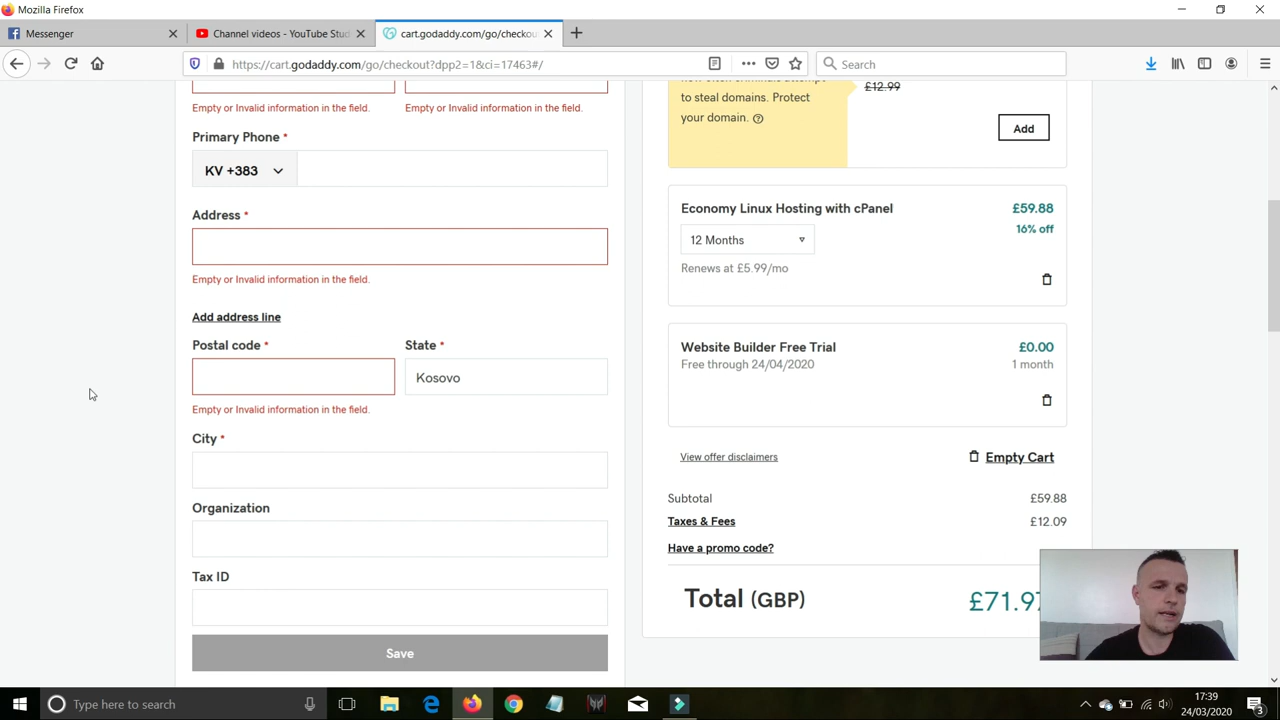 Mozilla Firefox
Messenger
Channel videos - YouTube Stud
cart.godaddy.com/go/checkou
https://cart.godaddy.com/go/checkout?dpp2=1&ci=17463#/
Search
Empty or Invalid information in the field.
Empty or Invalid information in the field.
Primary Phone *
KV +383
Address *
Empty or Invalid information in the field.
Add address line
Postal code *
State *
Kosovo
Empty or Invalid information in the field.
City *
Organization
Tax ID
Save
to steal domains. Protect
your domain.
£12.99
Add
Economy Linux Hosting with cPanel
£59.88
16% off
12 Months
Renews at £5.99/mo
Website Builder Free Trial
£0.00
Free through 24/04/2020
1 month
View offer disclaimers
Empty Cart
Subtotal
£59.88
Taxes & Fees
£12.09
Have a promo code?
Total (GBP)
£71.97
Type here to search
17:39
24/03/2020
3